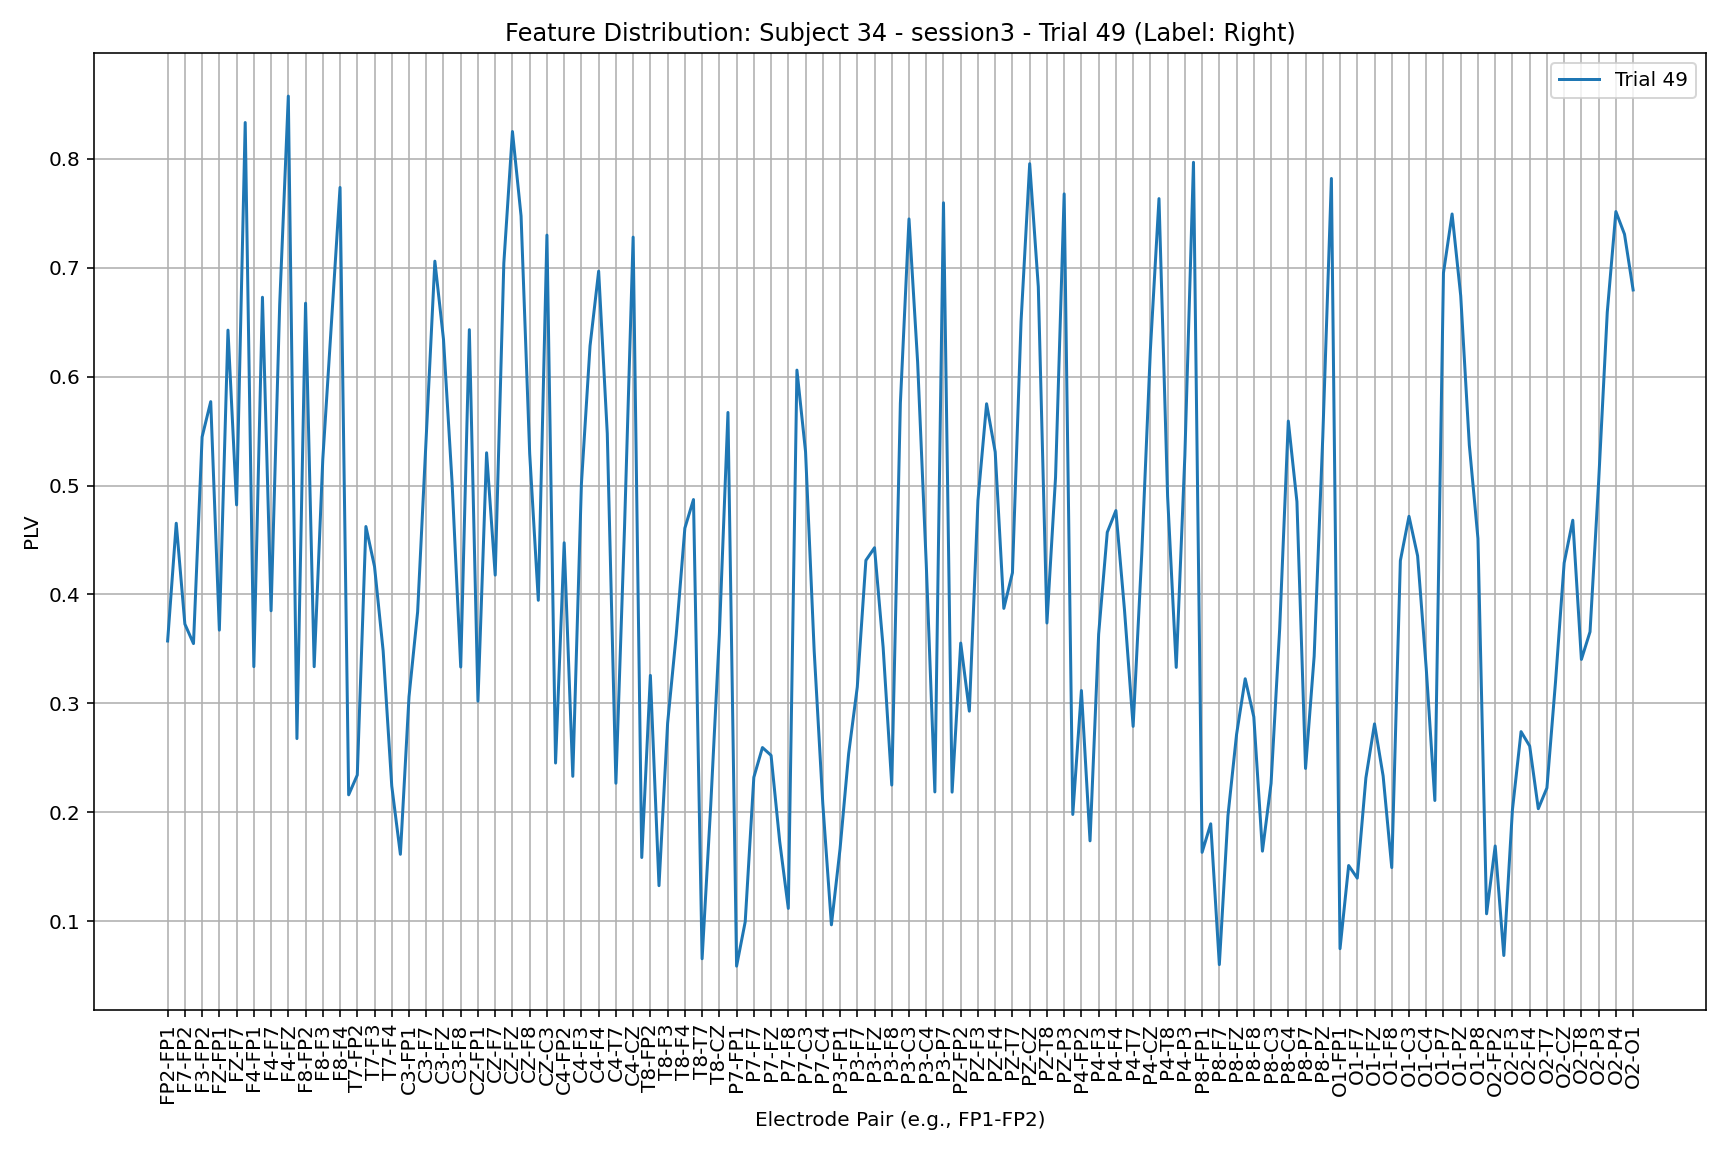 Feature Distribution: Subject 34 - session3 - Trial 49 (Label: Right)
Trial 49
PLV
0.8
0.7
0.6
0.5
0.4
0.3
0.2
0.1
FP2-FP1
F7-FP2
F3-FP2
FZ-FP1
FZ-F7
F4-FP1
F4-F7
F4-FZ
F8-FP2
F8-F3
F8-F4
T7-FP2
T7-F3
T7-F4
C3-FP1
C3-F7
C3-FZ
C3-F8
CZ-FP1
CZ-F7
CZ-FZ
CZ-F8
CZ-C3
C4-FP2
C4-F3
C4-F4
C4-T7
C4-CZ
T8-FP2
T8-F3
T8-F4
T8-T7
T8-CZ
P7-FP1
P7-F7
P7-FZ
P7-F8
P7-C3
P7-C4
P3-FP1
P3-F7
P3-FZ
P3-F8
P3-C3
P3-C4
P3-P7
PZ-FP2
PZ-F3
PZ-F4
PZ-T7
PZ-CZ
PZ-T8
PZ-P3
P4-FP2
P4-F3
P4-F4
P4-T7
P4-CZ
P4-T8
P4-P3
P8-FP1
P8-F7
P8-FZ
P8-F8
P8-C3
P8-C4
P8-P7
P8-PZ
O1-FP1
O1-F7
O1-FZ
O1-F8
O1-C3
O1-C4
O1-P7
O1-PZ
O1-P8
O2-FP2
O2-F3
O2-F4
O2-T7
O2-CZ
O2-T8
O2-P3
O2-P4
O2-O1
Electrode Pair (e.g., FP1-FP2)